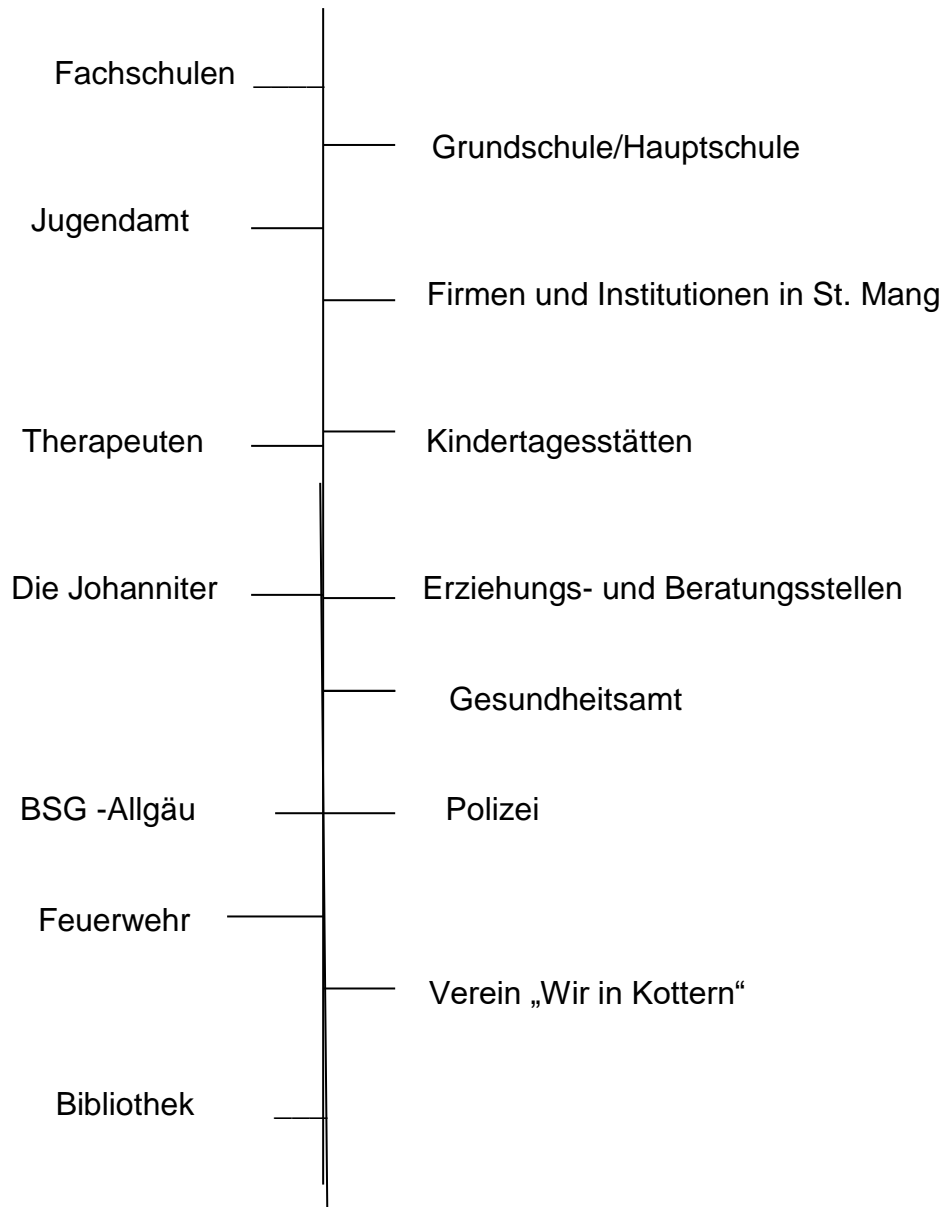 Fachschulen
Grundschule/Hauptschule
Jugendamt
Firmen und Institutionen in St. Mang
Therapeuten
Kindertagesstätten
Die Johanniter
Erziehungs- und Beratungsstellen
Gesundheitsamt
BSG -Allgäu
Polizei
Feuerwehr
Verein „Wir in Kottern“
Bibliothek